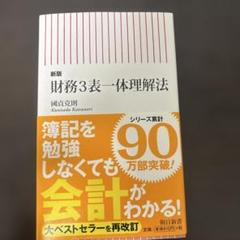 新版
財務3表一体理解法
國貞克則
Kunisada Katsunori
簿記を
勉強
しなくても
会計が
わかる!
シリーズ累計
90
万部突破!
朝日新書
大ベストセラーを再改訂